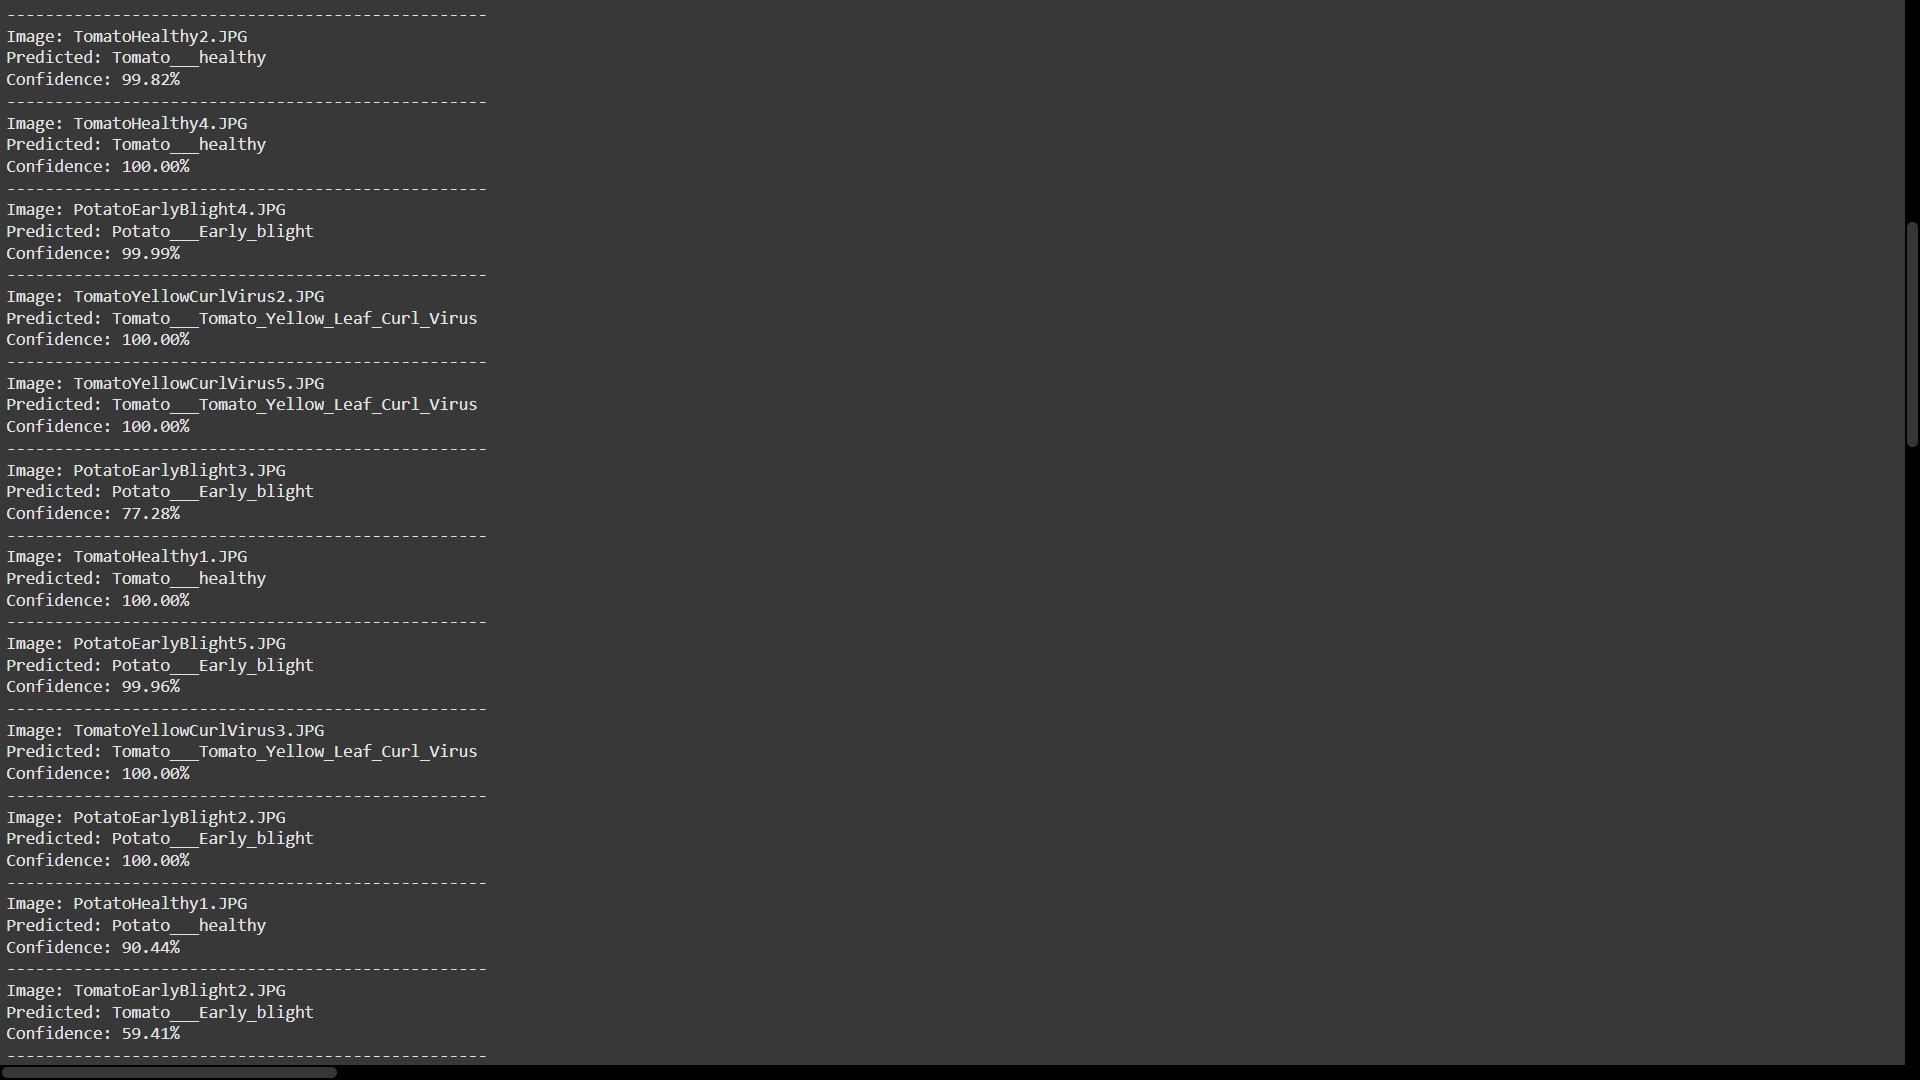 --------------------------------------------------
Image: TomatoHealthy2.JPG
Predicted: Tomato___healthy
Confidence: 99.82%
--------------------------------------------------
Image: TomatoHealthy4.JPG
Predicted: Tomato___healthy
Confidence: 100.00%
--------------------------------------------------
Image: PotatoEarlyBlight4.JPG
Predicted: Potato___Early_blight
Confidence: 99.99%
--------------------------------------------------
Image: TomatoYellowCurlVirus2.JPG
Predicted: Tomato___Tomato_Yellow_Leaf_Curl_Virus
Confidence: 100.00%
--------------------------------------------------
Image: TomatoYellowCurlVirus5.JPG
Predicted: Tomato___Tomato_Yellow_Leaf_Curl_Virus
Confidence: 100.00%
--------------------------------------------------
Image: PotatoEarlyBlight3.JPG
Predicted: Potato___Early_blight
Confidence: 77.28%
--------------------------------------------------
Image: TomatoHealthy1.JPG
Predicted: Tomato___healthy
Confidence: 100.00%
--------------------------------------------------
Image: PotatoEarlyBlight5.JPG
Predicted: Potato___Early_blight
Confidence: 99.96%
--------------------------------------------------
Image: TomatoYellowCurlVirus3.JPG
Predicted: Tomato___Tomato_Yellow_Leaf_Curl_Virus
Confidence: 100.00%
--------------------------------------------------
Image: PotatoEarlyBlight2.JPG
Predicted: Potato___Early_blight
Confidence: 100.00%
--------------------------------------------------
Image: PotatoHealthy1.JPG
Predicted: Potato___healthy
Confidence: 90.44%
--------------------------------------------------
Image: TomatoEarlyBlight2.JPG
Predicted: Tomato___Early_blight
Confidence: 59.41%
--------------------------------------------------